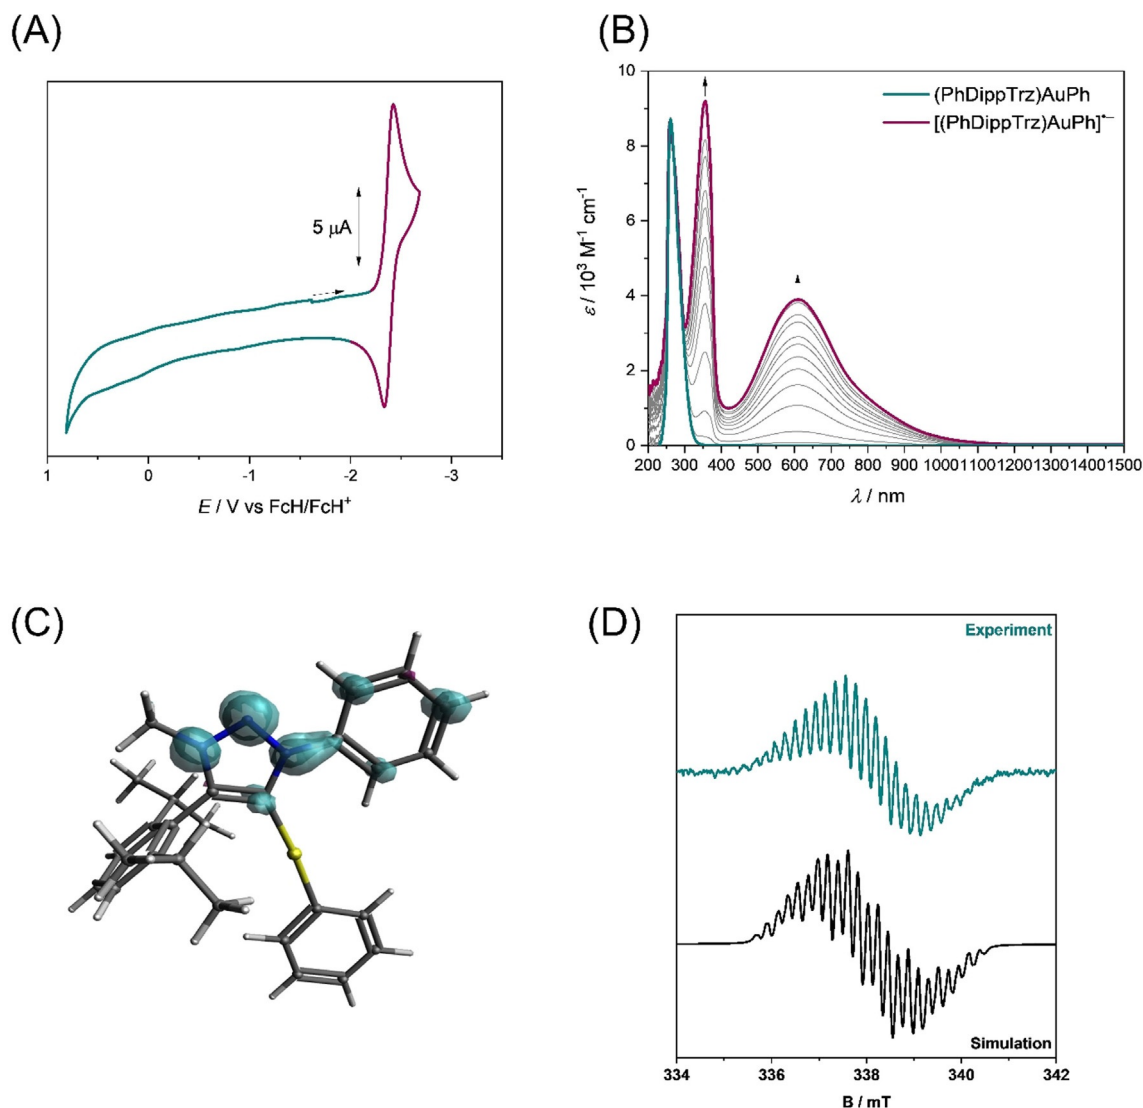 (A)
5 μA
1 0 -1 -2 -3
E / V vs FcH/FcH⁺
(B)
10
8
6
4
2
0
ε / 10³ M⁻¹ cm⁻¹
(PhDippTrz)AuPh
[(PhDippTrz)AuPh]•⁻
200 300 400 500 600 700 800 900 1000 1100 1200 1300 1400 1500
λ / nm
(C)
(D)
Experiment
Simulation
334 336 338 340 342
B / mT